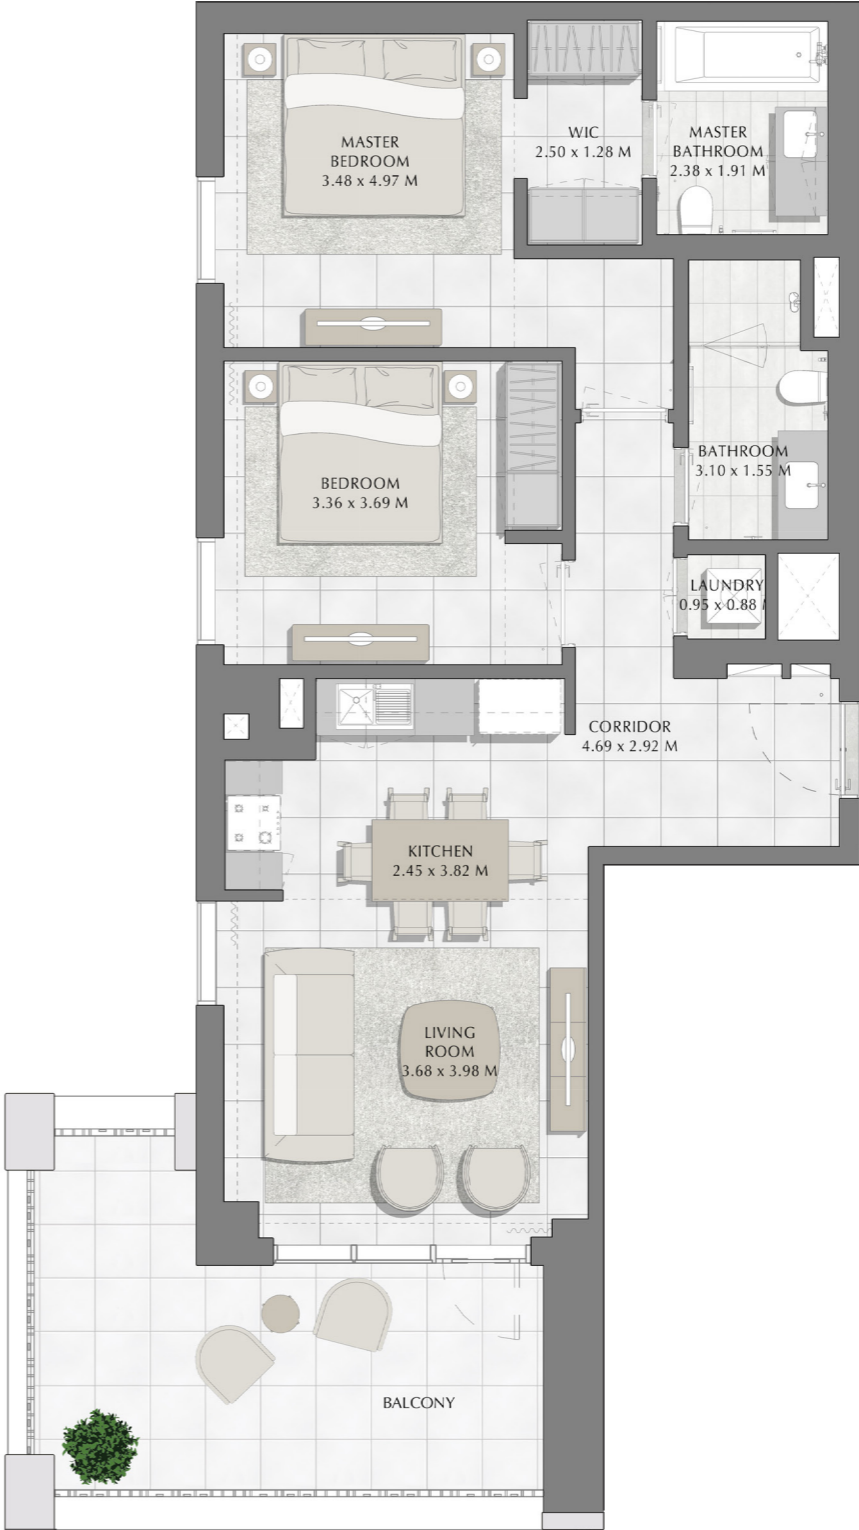 MASTER
BEDROOM
3.48 x 4.97 M
WIC
2.50 x 1.28 M
MASTER
BATHROOM
2.38 x 1.91 M
BEDROOM
3.36 x 3.69 M
BATHROOM
3.10 x 1.55 M
LAUNDRY
0.95 x 0.88 M
CORRIDOR
4.69 x 2.92 M
KITCHEN
2.45 x 3.82 M
LIVING
ROOM
3.68 x 3.98 M
BALCONY